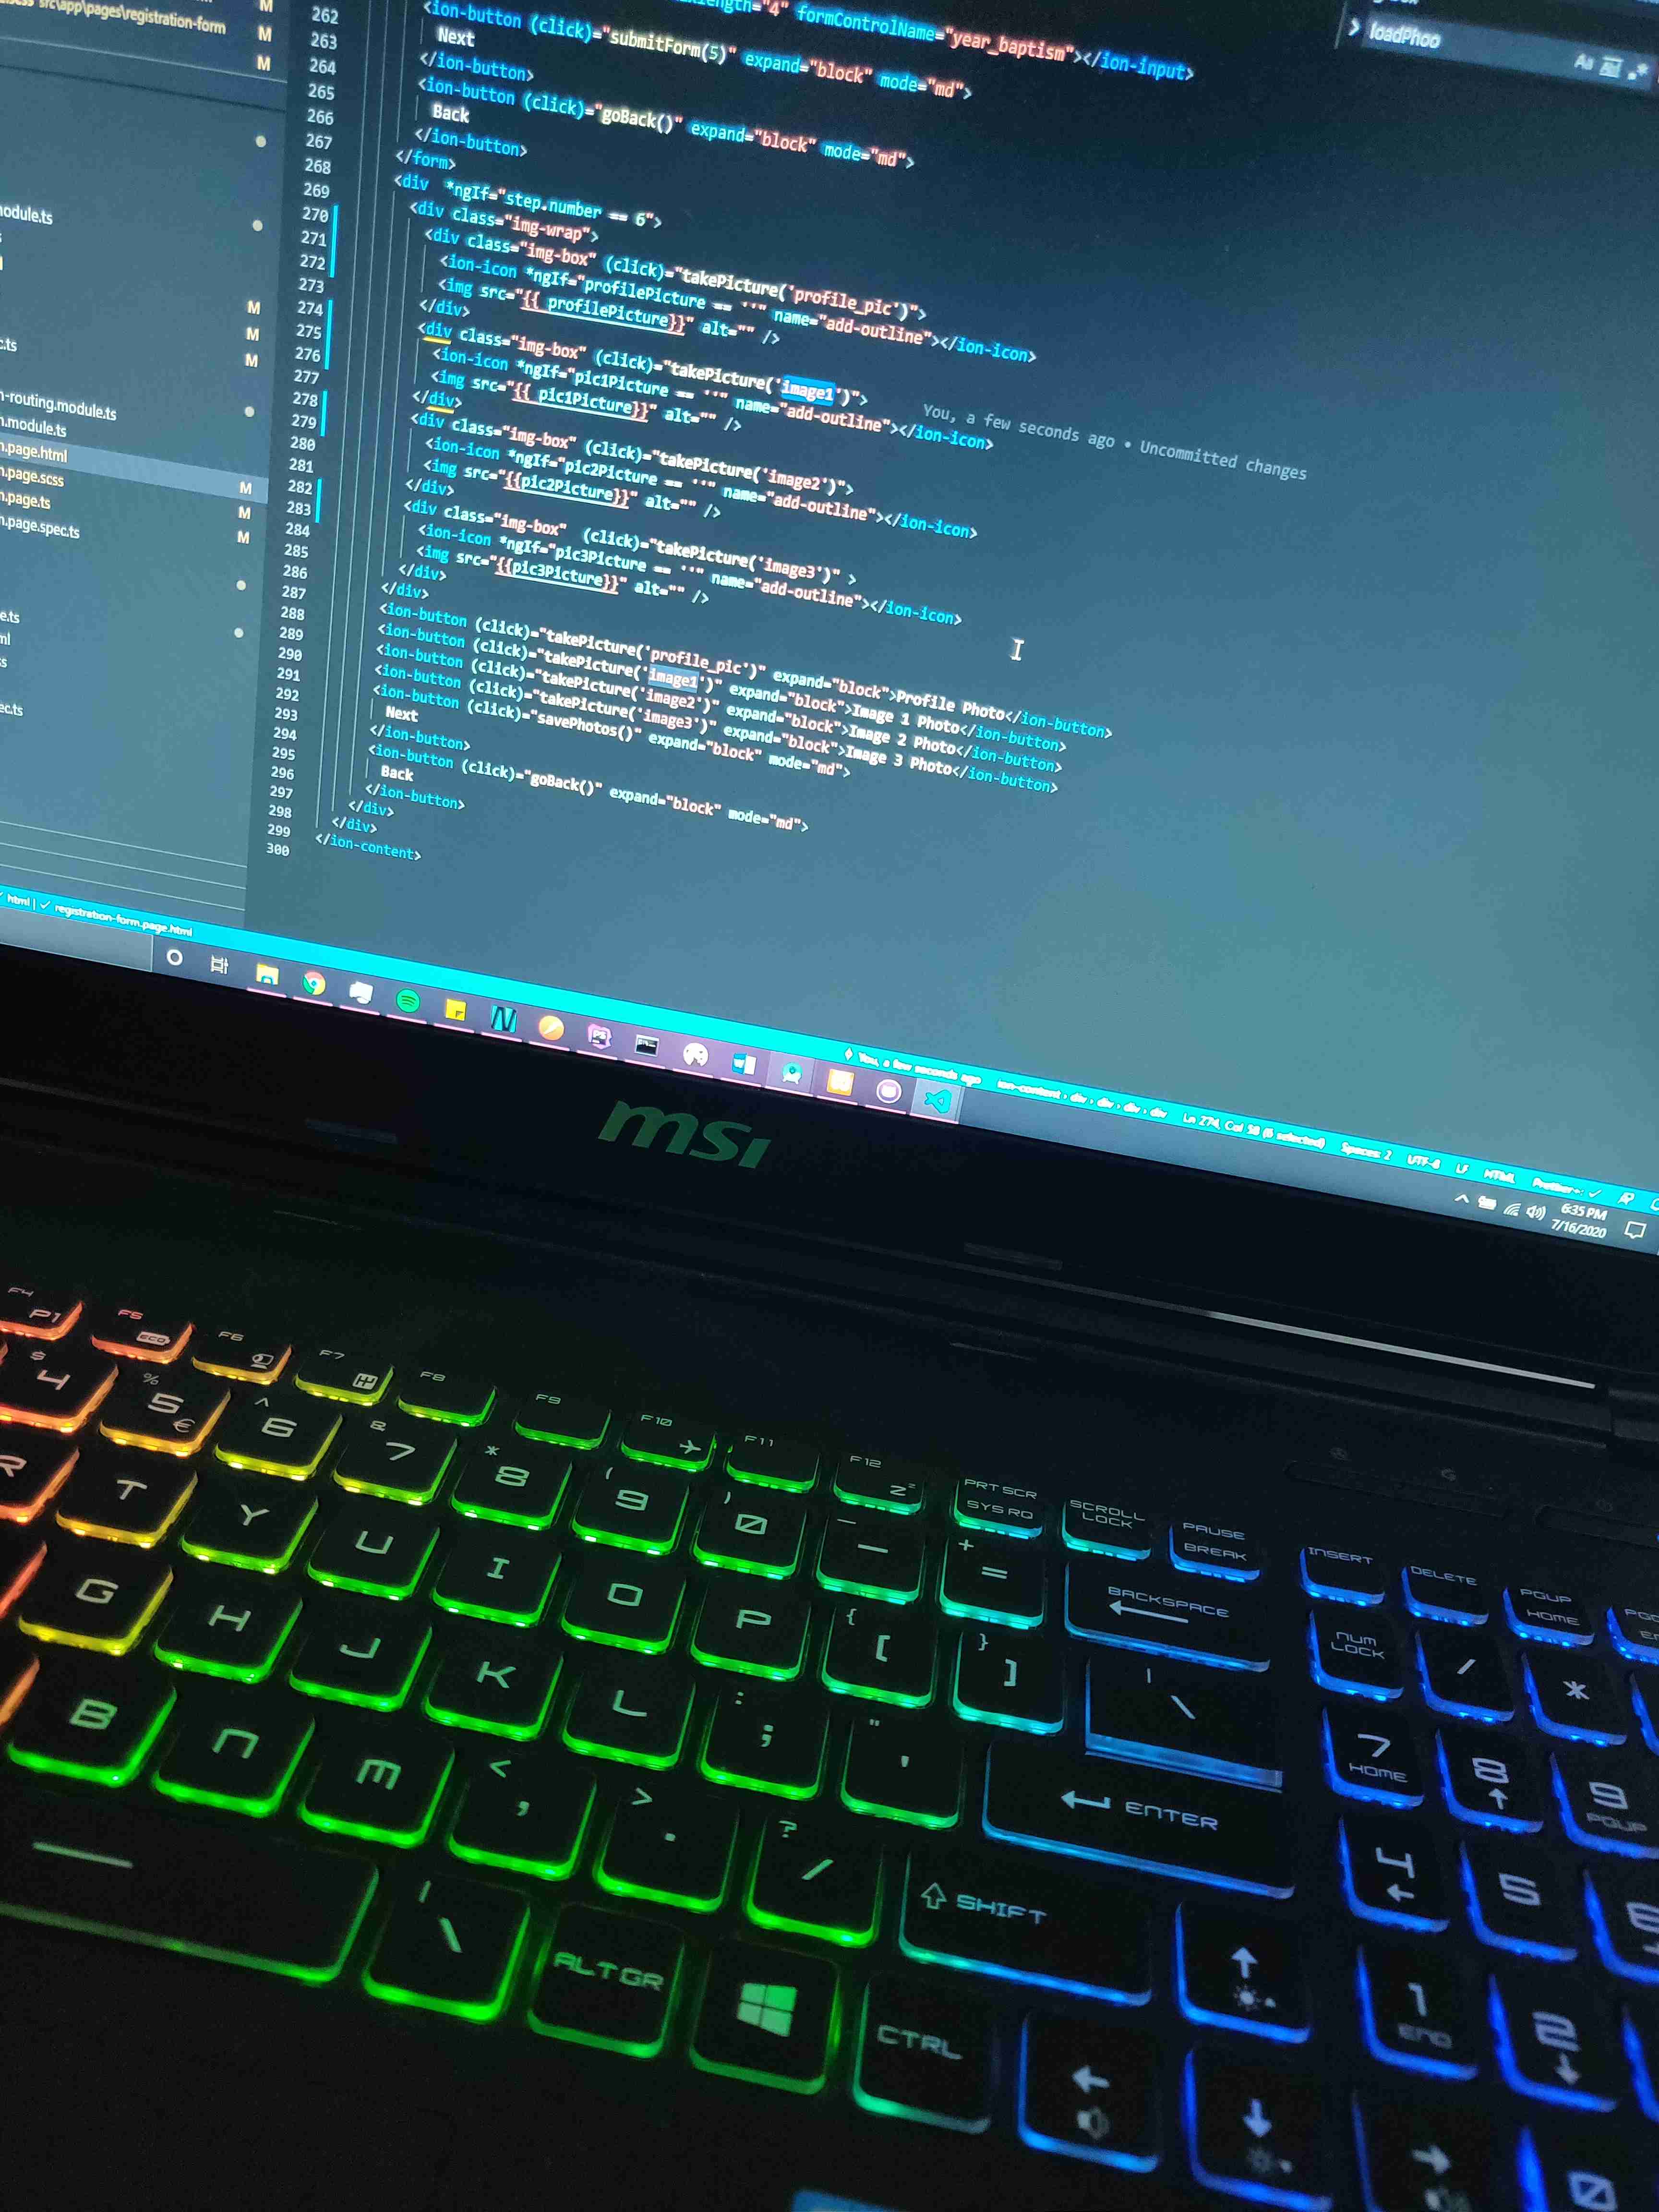 src\app\pages\registration-form
M
M
M
odule.ts
M
M
M
.ts
n-routing.module.ts
n.module.ts
n.page.html
n.page.scss M
n.page.ts M
n.page.spec.ts M
e.ts
ml
s
ec.ts
loadPhoo
Aa
262 ength="4" formControlName="year_baptism"></ion-input>
263 <ion-button (click)="submitForm(5)" expand="block" mode="md">
264 Next
265 </ion-button>
266 <ion-button (click)="goBack()" expand="block" mode="md">
267 Back
268 </ion-button>
269 </form>
270 <div *ngIf="step.number == 6">
271 <div class="img-wrap">
272 <div class="img-box" (click)="takePicture('profile_pic')">
273 <ion-icon *ngIf="profilePicture == ''" name="add-outline"></ion-icon>
274 <img src="{{ profilePicture}}" alt="" />
275 </div>
276 <div class="img-box" (click)="takePicture('image1')"> You, a few seconds ago • Uncommitted changes
277 <ion-icon *ngIf="pic1Picture == ''" name="add-outline"></ion-icon>
278 <img src="{{ pic1Picture}}" alt="" />
279 </div>
280 <div class="img-box" (click)="takePicture('image2')">
281 <ion-icon *ngIf="pic2Picture == ''" name="add-outline"></ion-icon>
282 <img src="{{pic2Picture}}" alt="" />
283 </div>
284 <div class="img-box" (click)="takePicture('image3')" >
285 <ion-icon *ngIf="pic3Picture == ''" name="add-outline"></ion-icon>
286 <img src="{{pic3Picture}}" alt="" />
287 </div>
288 </div>
289 <ion-button (click)="takePicture('profile_pic')" expand="block">Profile Photo</ion-button>
290 <ion-button (click)="takePicture('image1')" expand="block">Image 1 Photo</ion-button>
291 <ion-button (click)="takePicture('image2')" expand="block">Image 2 Photo</ion-button>
292 <ion-button (click)="takePicture('image3')" expand="block">Image 3 Photo</ion-button>
293 <ion-button (click)="savePhotos()" expand="block" mode="md">
294 Next
295 </ion-button>
296 <ion-button (click)="goBack()" expand="block" mode="md">
297 Back
298 </ion-button>
299 </div>
300 </div>
</ion-content>
html | ✓ registration-form.page.html
You, a few seconds ago ion-content › div › div › div › div Ln 274, Col 58 (6 selected) Spaces: 2 UTF-8 LF HTML Prettier: ✓
6:35 PM
7/16/2020
msi
F4 P1 F5 ECO F6 F7 F8 F9 F10 F11 F12 PRT SCR SYS RQ SCROLL LOCK PAUSE BREAK INSERT DELETE PGUP HOME
$ 4 % 5 € ^ 6 & 7 * 8 ( 9 ) 0 _ - + = BACKSPACE NUM LOCK / *
R T Y U I O P { [ } ] | \ 7 HOME 8 9 PGUP
G H J K L : ; " ' ENTER 4 5 6
B N M < , > . ? / SHIFT 1 END 2
| \ ALT GR CTRL 0